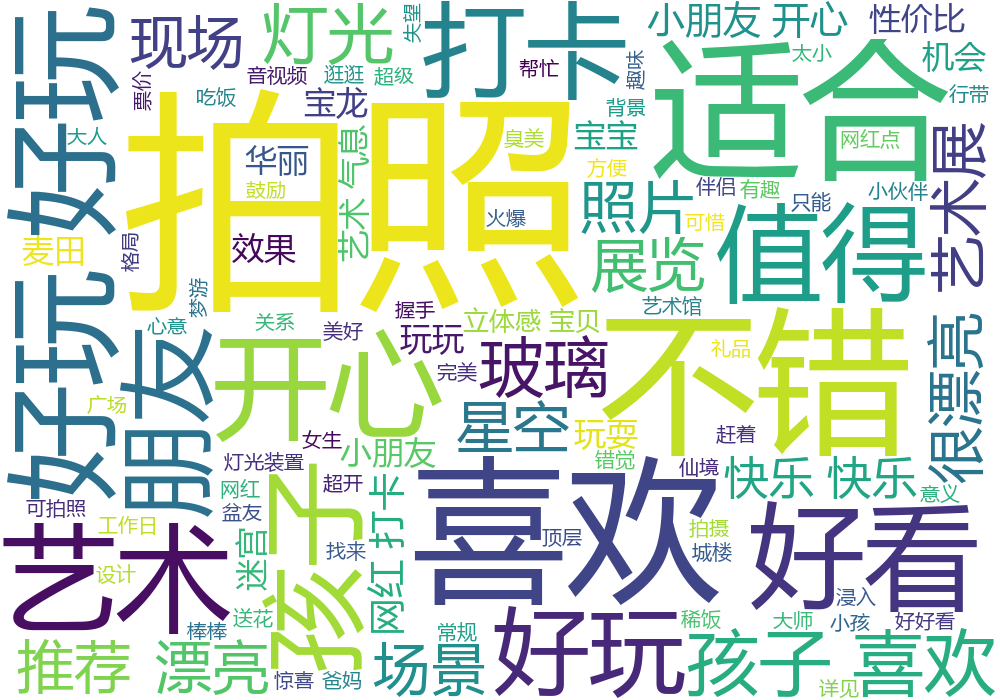 好玩 好玩
现场
灯光
失望
打卡
小朋友 开心
性价比
音视频
逛逛
超级
帮忙
趣味
太小
机会
适合
票价
吃饭
宝龙
背景
行带
大人
拍照
艺术 气息
臭美
宝宝
网红点
艺术展
华丽
鼓励
方便
伴侣
有趣
只能
小伙伴
照片
火爆
可惜
值得
麦田
格局
效果
展览
梦游
艺术馆
心意
关系
美好
握手
立体感 宝贝
不错
礼品
很漂亮
朋友
开心
玩玩
玻璃
完美
广场
星空
玩耍
赶着
女生
小朋友
错觉
仙境
快乐 快乐
灯光装置
网红
超开
网红 打卡
喜欢
意义
可拍照
工作日
盆友
孩子
找来
顶层
拍摄
城楼
好看
艺术
设计
迷宫
浸入
棒棒
送花
常规
好玩
稀饭
大师
小孩
好好看
推荐
漂亮
惊喜
爸妈
场景
孩子 喜欢
详见